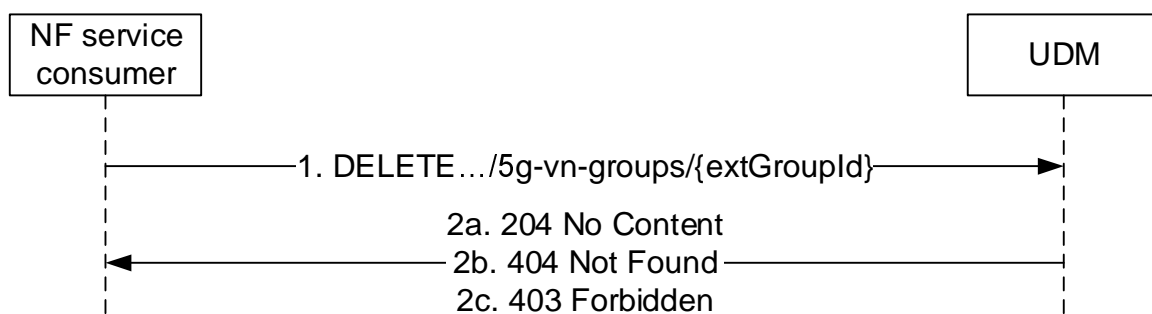 NF service
consumer
UDM
1. DELETE…/5g-vn-groups/{extGroupId}
2a. 204 No Content
2b. 404 Not Found
2c. 403 Forbidden